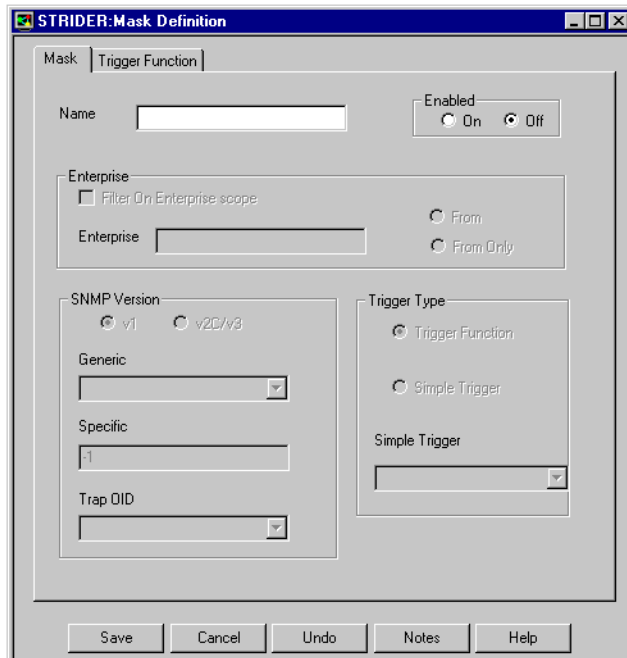 STRIDER:Mask Definition
Mask
Trigger Function
Name
Enabled
On
Off
Enterprise
Filter On Enterprise scope
Enterprise
From
From Only
SNMP Version
v1
v2C/v3
Generic
Specific
-1
Trap OID
Trigger Type
Trigger Function
Simple Trigger
Simple Trigger
Save
Cancel
Undo
Notes
Help